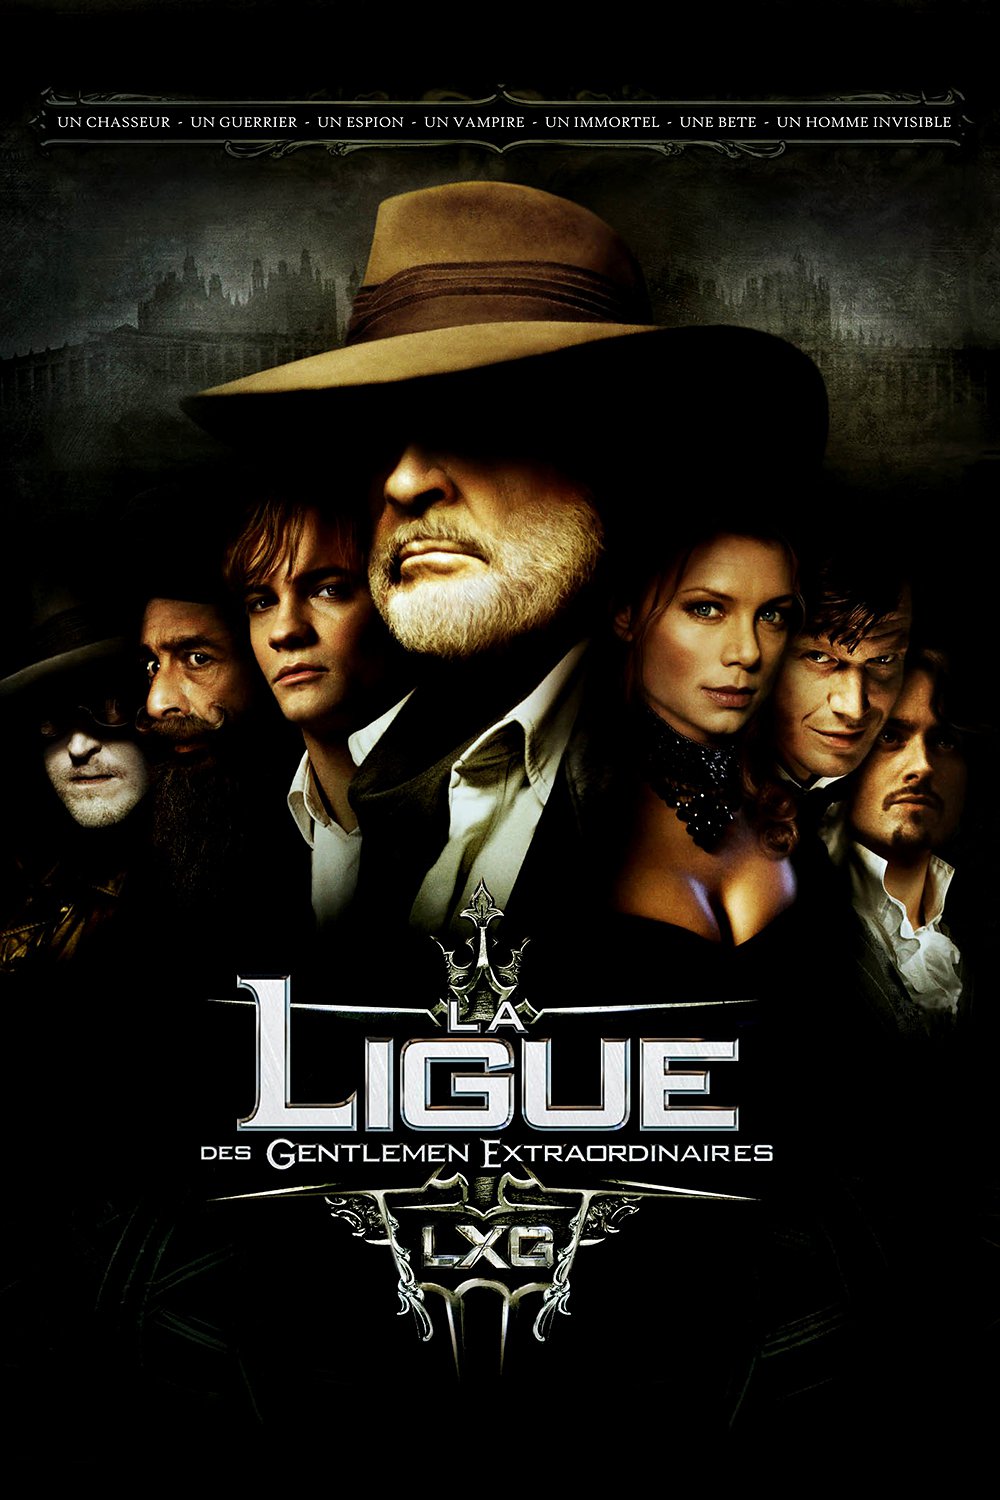 UN CHASSEUR - UN GUERRIER - UN ESPION - UN VAMPIRE - UN IMMORTEL - UNE BETE - UN HOMME INVISIBLE
LA
LIGUE
DES GENTLEMEN EXTRAORDINAIRES
LXG